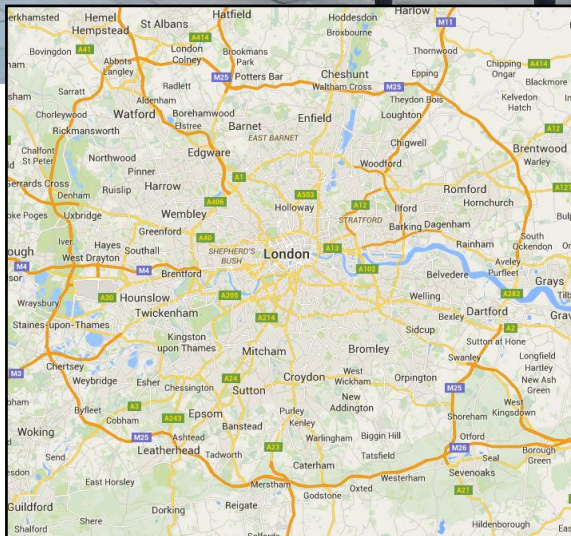 erkhamsted
Hemel
Hempstead
Hatfield
Hoddesdon
Harlow
St Albans
Broxbourne
M11
A414
Bovingdon
A41
London
Colney
Brookmans
Park
Thornwood
Chipping
Ongar
A414
Abbots
Langley
M25
Potters Bar
Cheshunt
M25
Epping
Sarratt
Radlett
Waltham Cross
Blackmore
Theydon Bois
Kelvedon
Hatch
Aldenham
Chorleywood
Watford
Borehamwood
Enfield
Loughton
Rickmansworth
Elstree
Barnet
EAST BARNET
A12
Chalfont
St Peter
Edgware
Chigwell
Brentwood
Northwood
Woodford
Warley
Pinner
A1
Gerrards Cross
Harrow
A503
Romford
Denham
Ruislip
A406
Holloway
A12
Ilford
Hornchurch
A127
oke Poges
Uxbridge
Wembley
STRATFORD
Greenford
Barking
Dagenham
Iver
Hayes
Southall
A40
SHEPHERD'S
BUSH
London
A13
Rainham
South
Ockendon
ough
West Drayton
M4
M4
Brentford
A102
Belvedere
Aveley
Purfleet
Wraysbury
A30
Hounslow
A205
Welling
A282
Grays
Twickenham
A214
Bexley
Dartford
Staines-upon-Thames
Sidcup
A2
Kingston
upon Thames
Mitcham
Bromley
Sutton at Hone
M3
Chertsey
Swanley
Longfield
Hartley
New Ash
Green
Weybridge
Esher
Chessington
A24
Croydon
West
Wickham
Orpington
M25
Sutton
Byfleet
A3
Cobham
A243
Epsom
Purley
Kenley
New
Addington
Shoreham
West
Kingsdown
Woking
M25
Ashtead
Banstead
Warlingham
Biggin Hill
Otford
Send
Leatherhead
Tadworth
A23
Caterham
Tatsfield
M26
Seal
Borough
Green
East Horsley
Merstham
Godstone
Oxted
Westerham
Sevenoaks
A21
Guildford
Dorking
Reigate
Shere
Shalford
Hildenborough